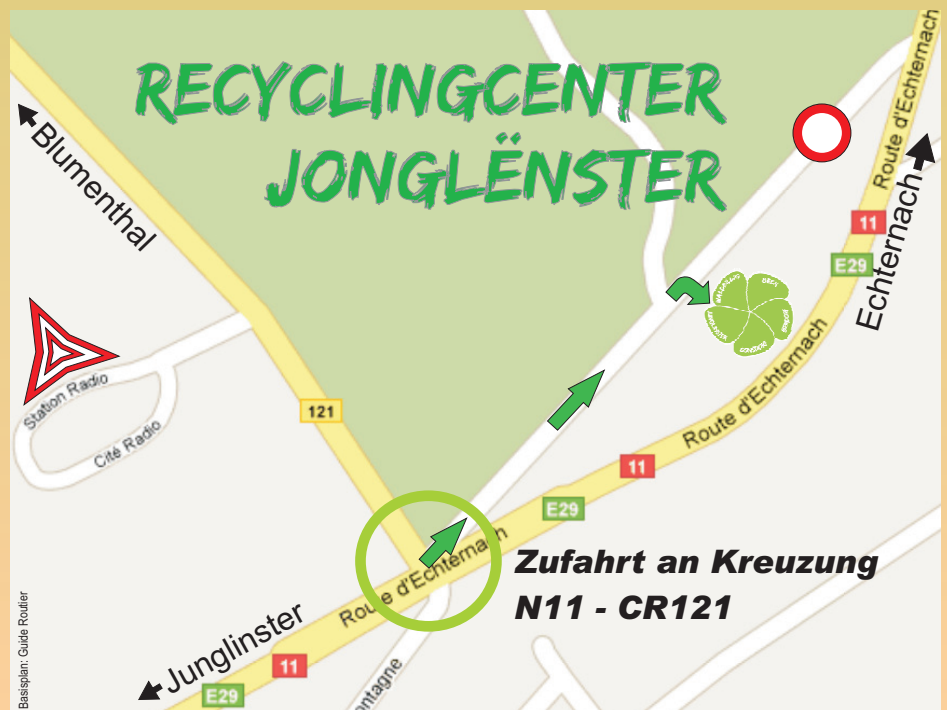 RECYCLINGCENTER
JONGLËNSTER
Blumenthal
Route d'Echternach
Echternach
11
E29
Station Radio
Cité Radio
121
Route d'Echternach
11
E29
Route d'Echternach
Zufahrt an Kreuzung
N11 - CR121
Junglinster
11
E29
ontagne
Basisplan: Guide Routier